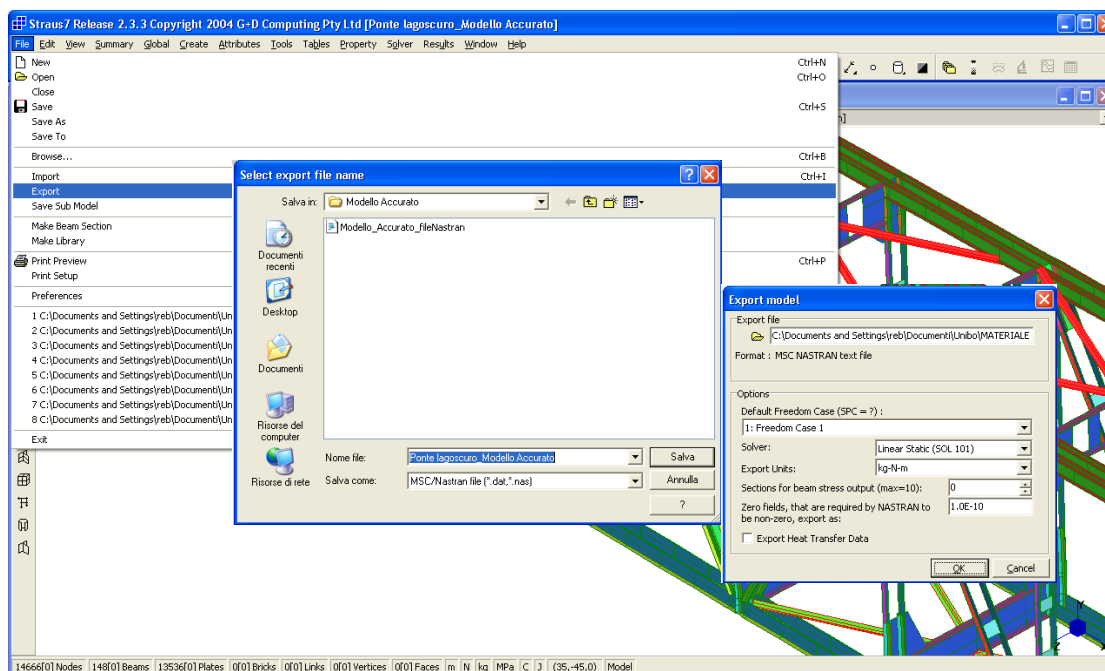 Straus7 Release 2.3.3 Copyright 2004 G+D Computing Pty Ltd [Ponte lagoscuro_Modello Accurato]
File Edit View Summary Global Create Attributes Tools Tables Property Solver Results Window Help
New Ctrl+N
Open Ctrl+O
Close
Save Ctrl+S
Save As
Save To
Browse... Ctrl+B
Import Ctrl+I
Export
Save Sub Model
Make Beam Section
Make Library
Print Preview Ctrl+P
Print Setup
Preferences
1 C:\Documents and Settings\reb\Documenti\Un
2 C:\Documents and Settings\reb\Documenti\Un
3 C:\Documents and Settings\reb\Documenti\Un
4 C:\Documents and Settings\reb\Documenti\Un
5 C:\Documents and Settings\reb\Documenti\Un
6 C:\Documents and Settings\reb\Documenti\Un
7 C:\Documents and Settings\reb\Documenti\Un
8 C:\Documents and Settings\reb\Documenti\Un
Exit
Select export file name
Salva in: Modello Accurato
Modello_Accurato_fileNastran
Documenti
recenti
Desktop
Documenti
Risorse del
computer
Risorse di rete
Nome file: Ponte lagoscuro_Modello Accurato Salva
Salva come: MSC/Nastran file (*.dat,*.nas) Annulla
?
Export model
Export file
C:\Documents and Settings\reb\Documenti\Unibo\MATERIALE
Format : MSC NASTRAN text file
Options
Default Freedom Case (SPC = ?) :
1: Freedom Case 1
Solver: Linear Static (SOL 101)
Export Units: kg-N-m
Sections for beam stress output (max=10): 0
Zero fields, that are required by NASTRAN to
be non-zero, export as: 1.0E-10
Export Heat Transfer Data
OK Cancel
Y
Z X
14666[0] Nodes 148[0] Beams 13536[0] Plates 0[0] Bricks 0[0] Links 0[0] Vertices 0[0] Faces m N kg MPa C J (35,-45,0) Model